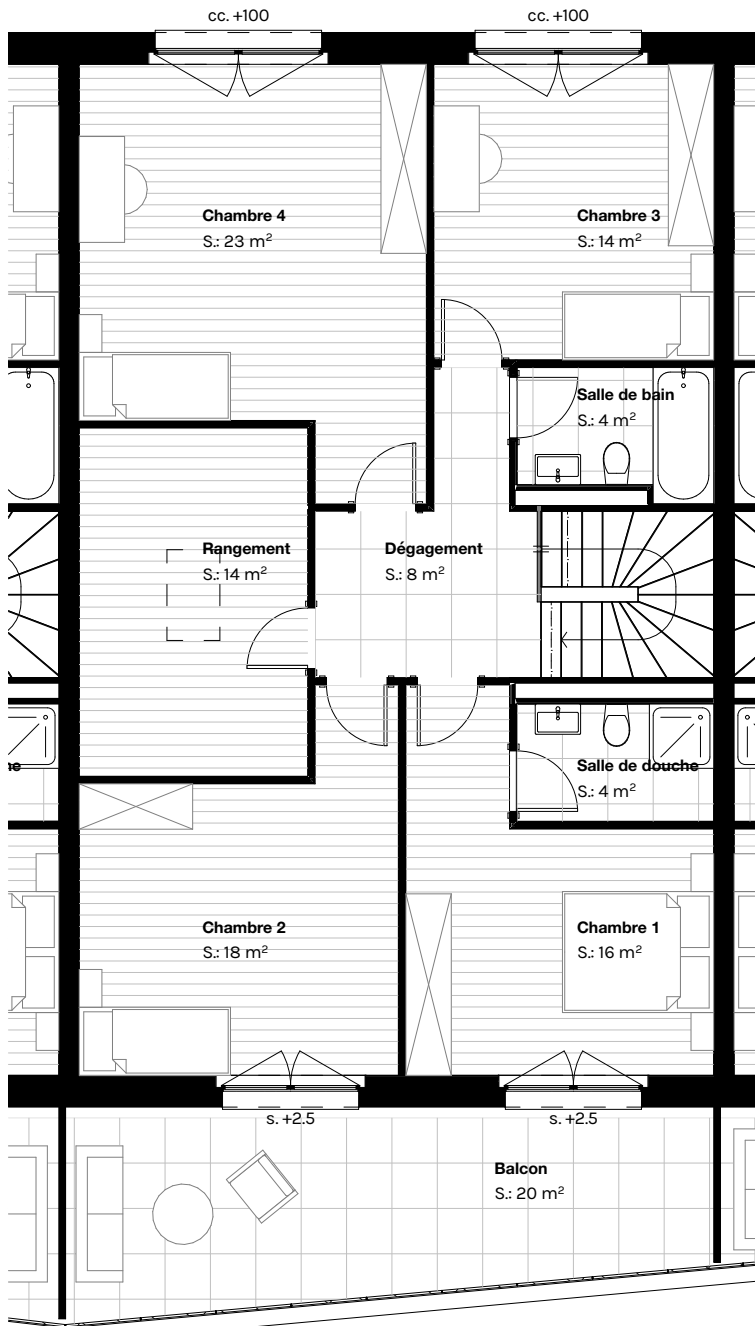 cc. +100
cc. +100
Chambre 4
S.: 23 m²
Chambre 3
S.: 14 m²
Salle de bain
S.: 4 m²
Rangement
S.: 14 m²
Dégagement
S.: 8 m²
he
Salle de douche
S.: 4 m²
Chambre 2
S.: 18 m²
Chambre 1
S.: 16 m²
s. +2.5
s. +2.5
Balcon
S.: 20 m²